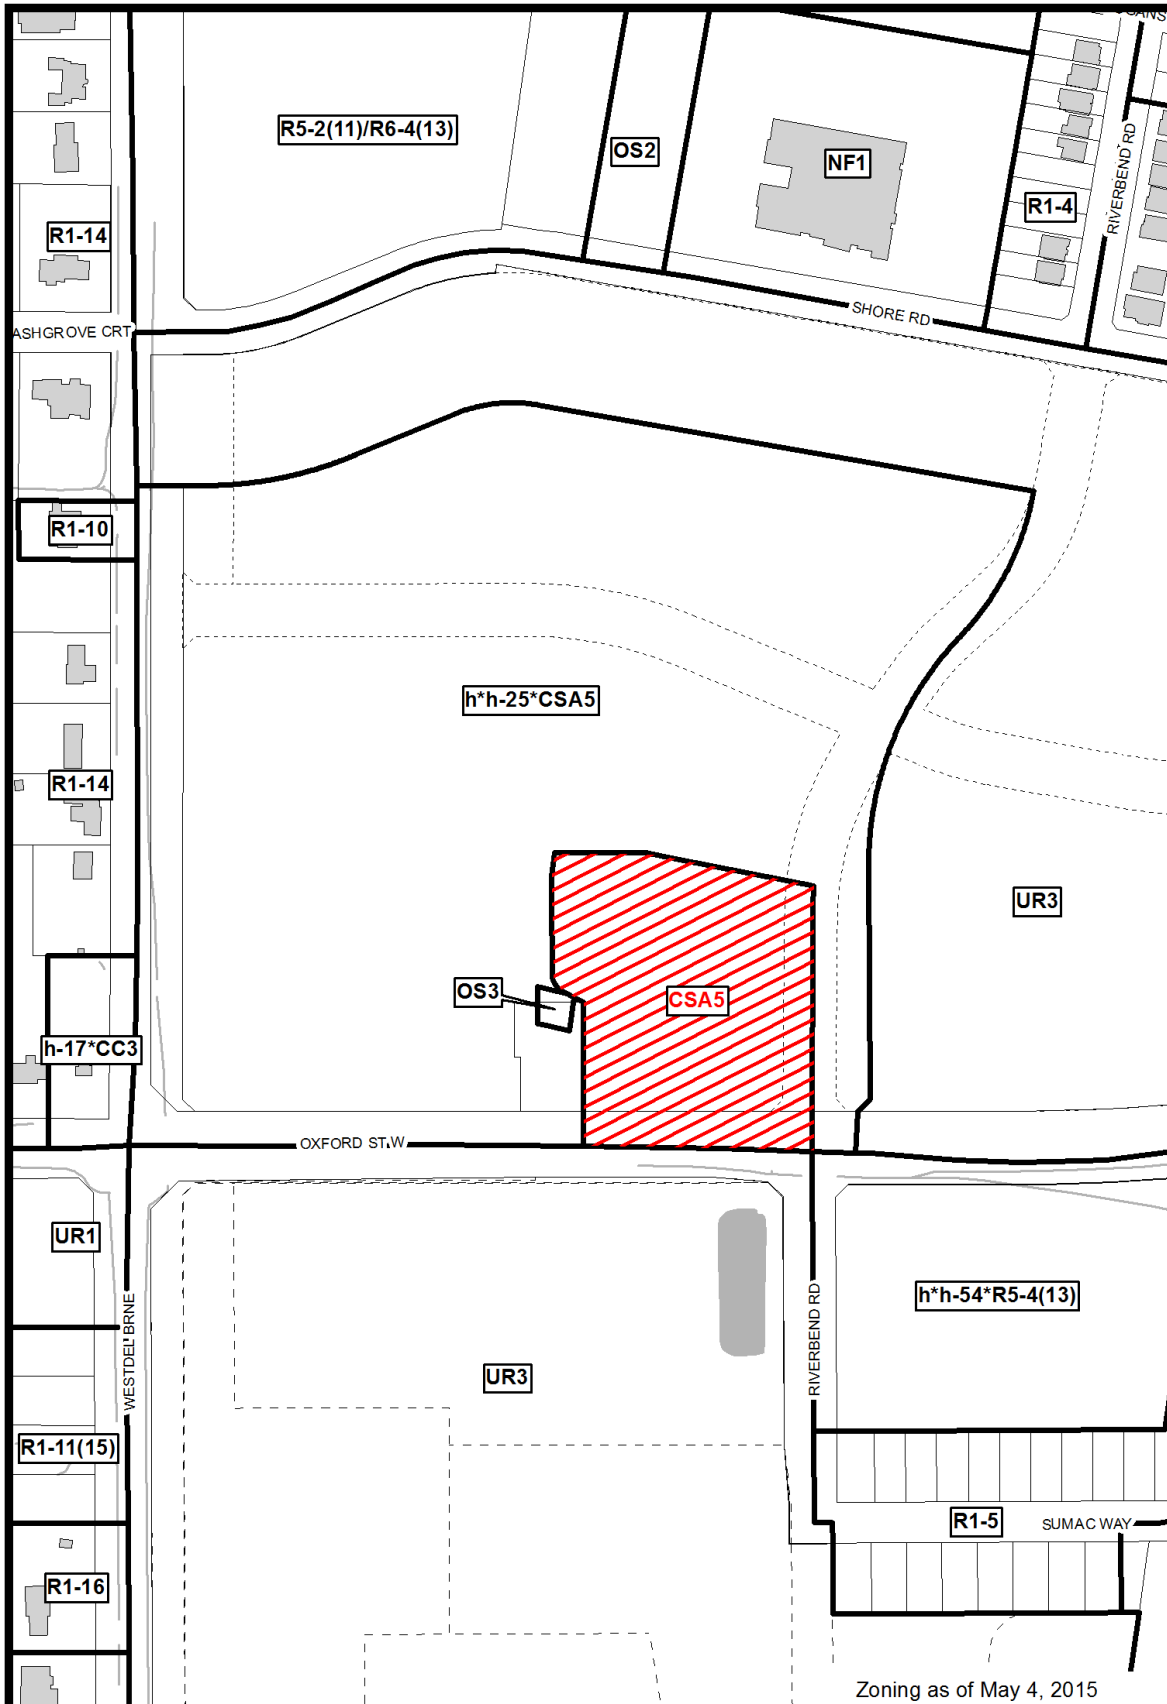 R5-2(11)/R6-4(13)
OS2
NF1
R1-4
RIVERBEND RD
R1-14
SHORE RD
ASHGROVE CRT
R1-10
h*h-25*CSA5
R1-14
UR3
OS3
CSA5
h-17*CC3
OXFORD ST W
UR1
WESTDEL BRNE
RIVERBEND RD
h*h-54*R5-4(13)
UR3
R1-11(15)
R1-5
SUMAC WAY
R1-16
Zoning as of May 4, 2015